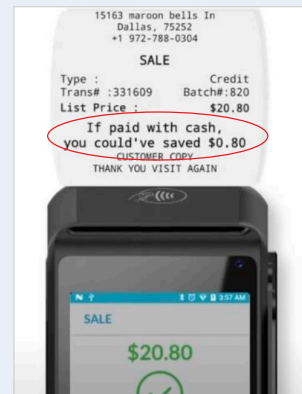 15163 maroon bells In
Dallas, 75252
+1 972-788-0304
SALE
Type : Credit
Trans# :331609 Batch#:820
List Price : $20.80
If paid with cash,
you could've saved $0.80
CUSTOMER COPY
THANK YOU VISIT AGAIN
3:57 AM
SALE
$20.80